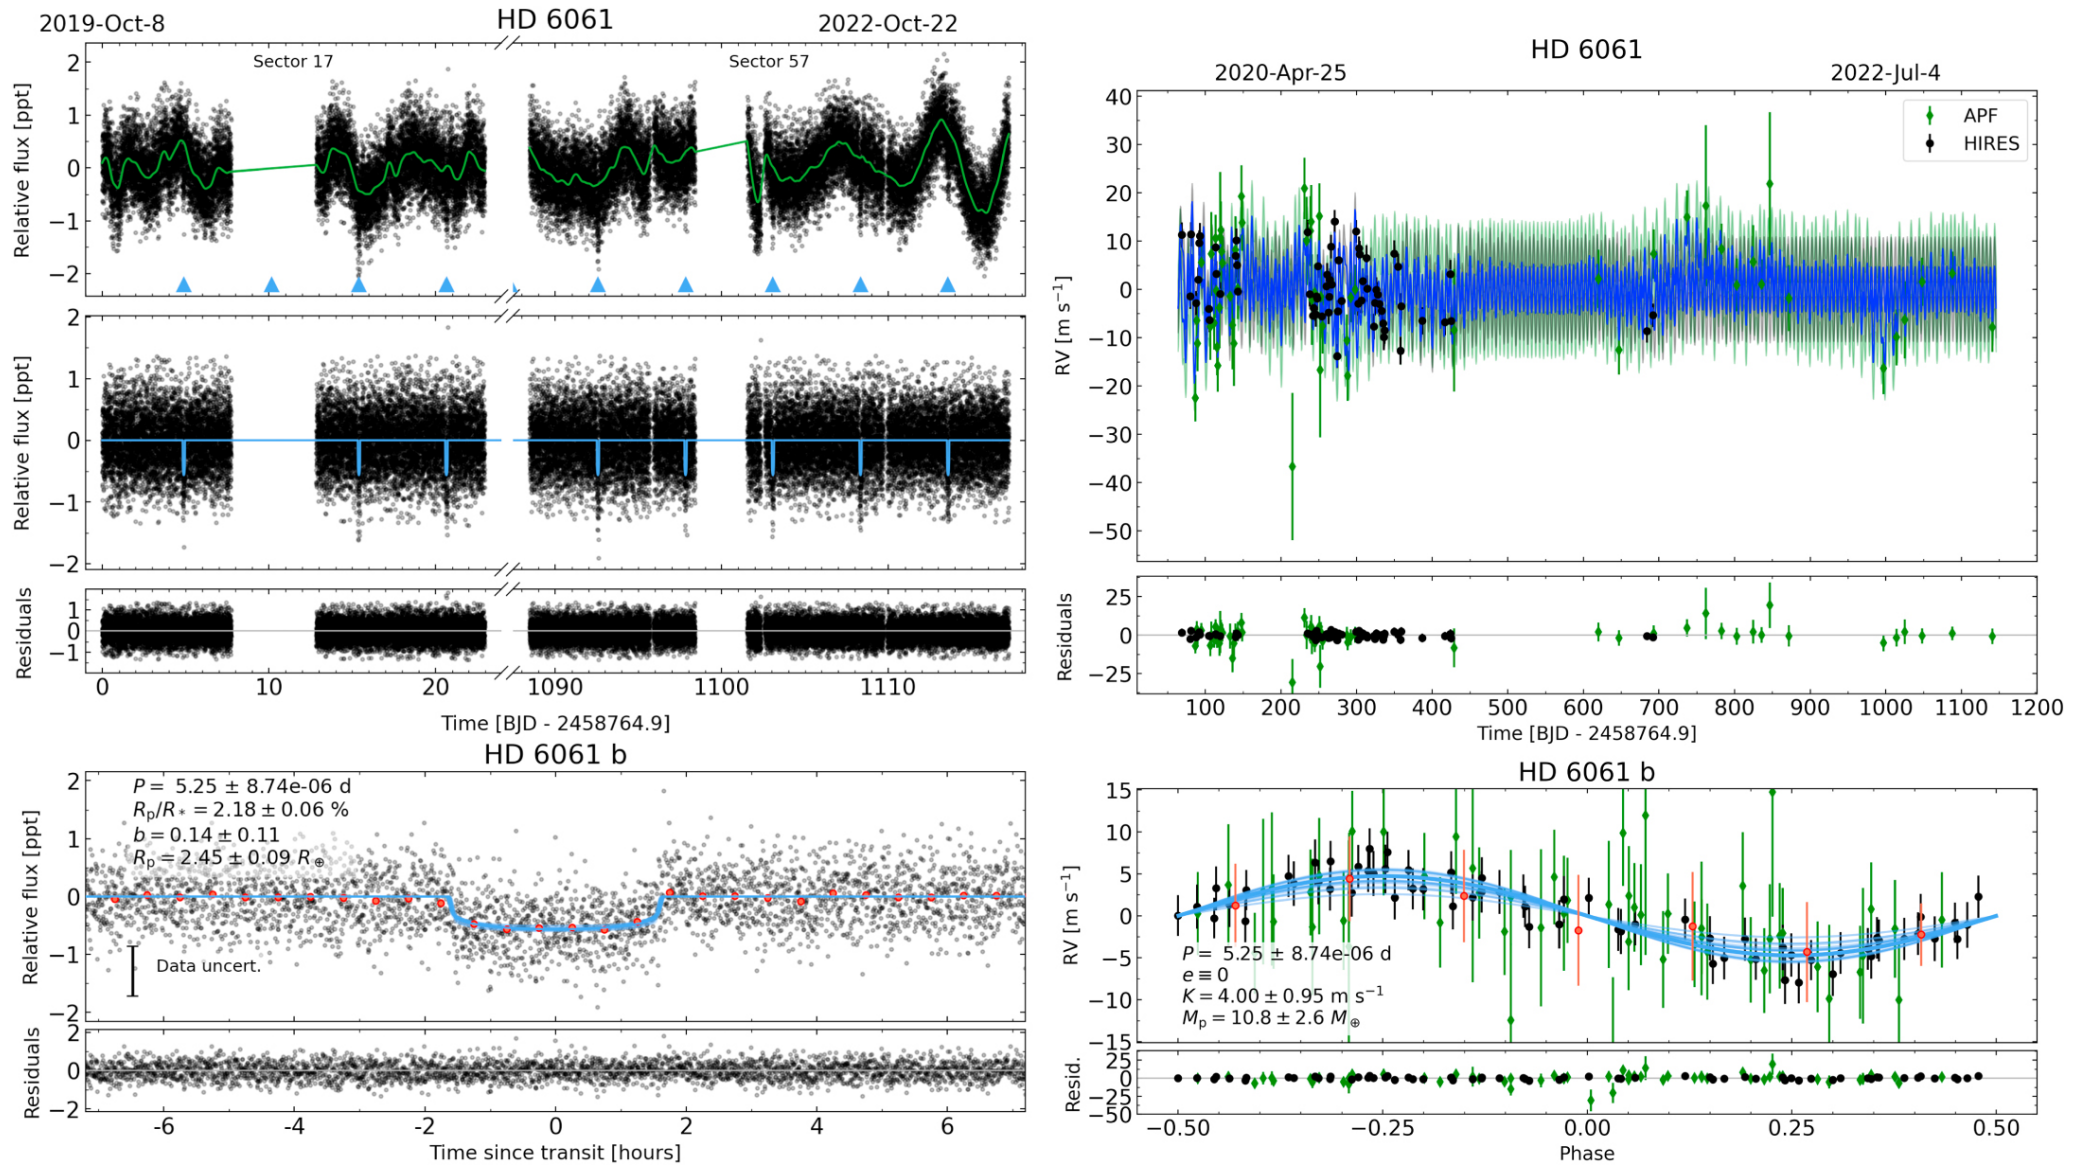 2019-Oct-8
HD 6061
2022-Oct-22
Sector 17
Sector 57
Relative flux [ppt]
2
1
0
−1
−2
Relative flux [ppt]
2
1
0
−1
−2
Residuals
1
0
−1
0
10
20
1090
1100
1110
Time [BJD - 2458764.9]
HD 6061 b
P = 5.25 ± 8.74e-06 d
Rp/R* = 2.18 ± 0.06 %
b = 0.14 ± 0.11
Rp = 2.45 ± 0.09 R⊕
Data uncert.
Relative flux [ppt]
2
1
0
−1
−2
Residuals
2
0
−2
-6
-4
-2
0
2
4
6
Time since transit [hours]
HD 6061
2020-Apr-25
2022-Jul-4
APF
HIRES
RV [m s−1]
40
30
20
10
0
−10
−20
−30
−40
−50
Residuals
25
0
−25
100
200
300
400
500
600
700
800
900
1000
1100
1200
Time [BJD - 2458764.9]
HD 6061 b
RV [m s−1]
15
10
5
0
−5
−10
−15
P = 5.25 ± 8.74e-06 d
e ≡ 0
K = 4.00 ± 0.95 m s−1
Mp = 10.8 ± 2.6 M⊕
Resid.
25
0
−25
−50
−0.50
−0.25
0.00
0.25
0.50
Phase